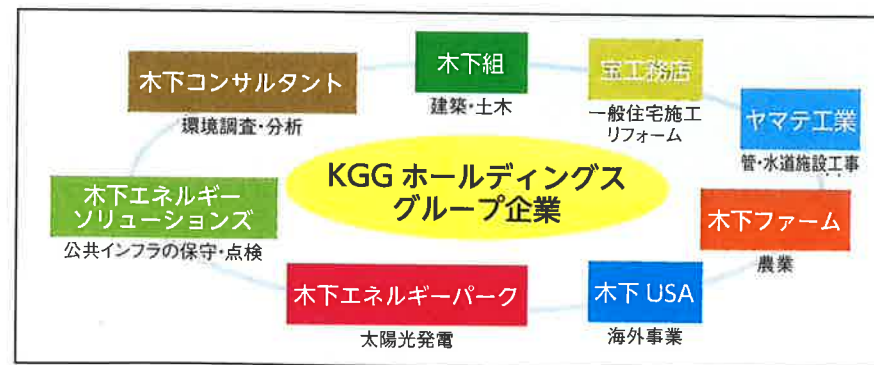 木下コンサルタント
環境調査・分析
木下組
建築・土木
宝工務店
一般住宅施工
リフォーム
ヤマテ工業
管・水道施設工事
KGG ホールディングス
グループ企業
木下エネルギー
ソリューションズ
公共インフラの保守・点検
木下ファーム
農業
木下エネルギーパーク
太陽光発電
木下 USA
海外事業